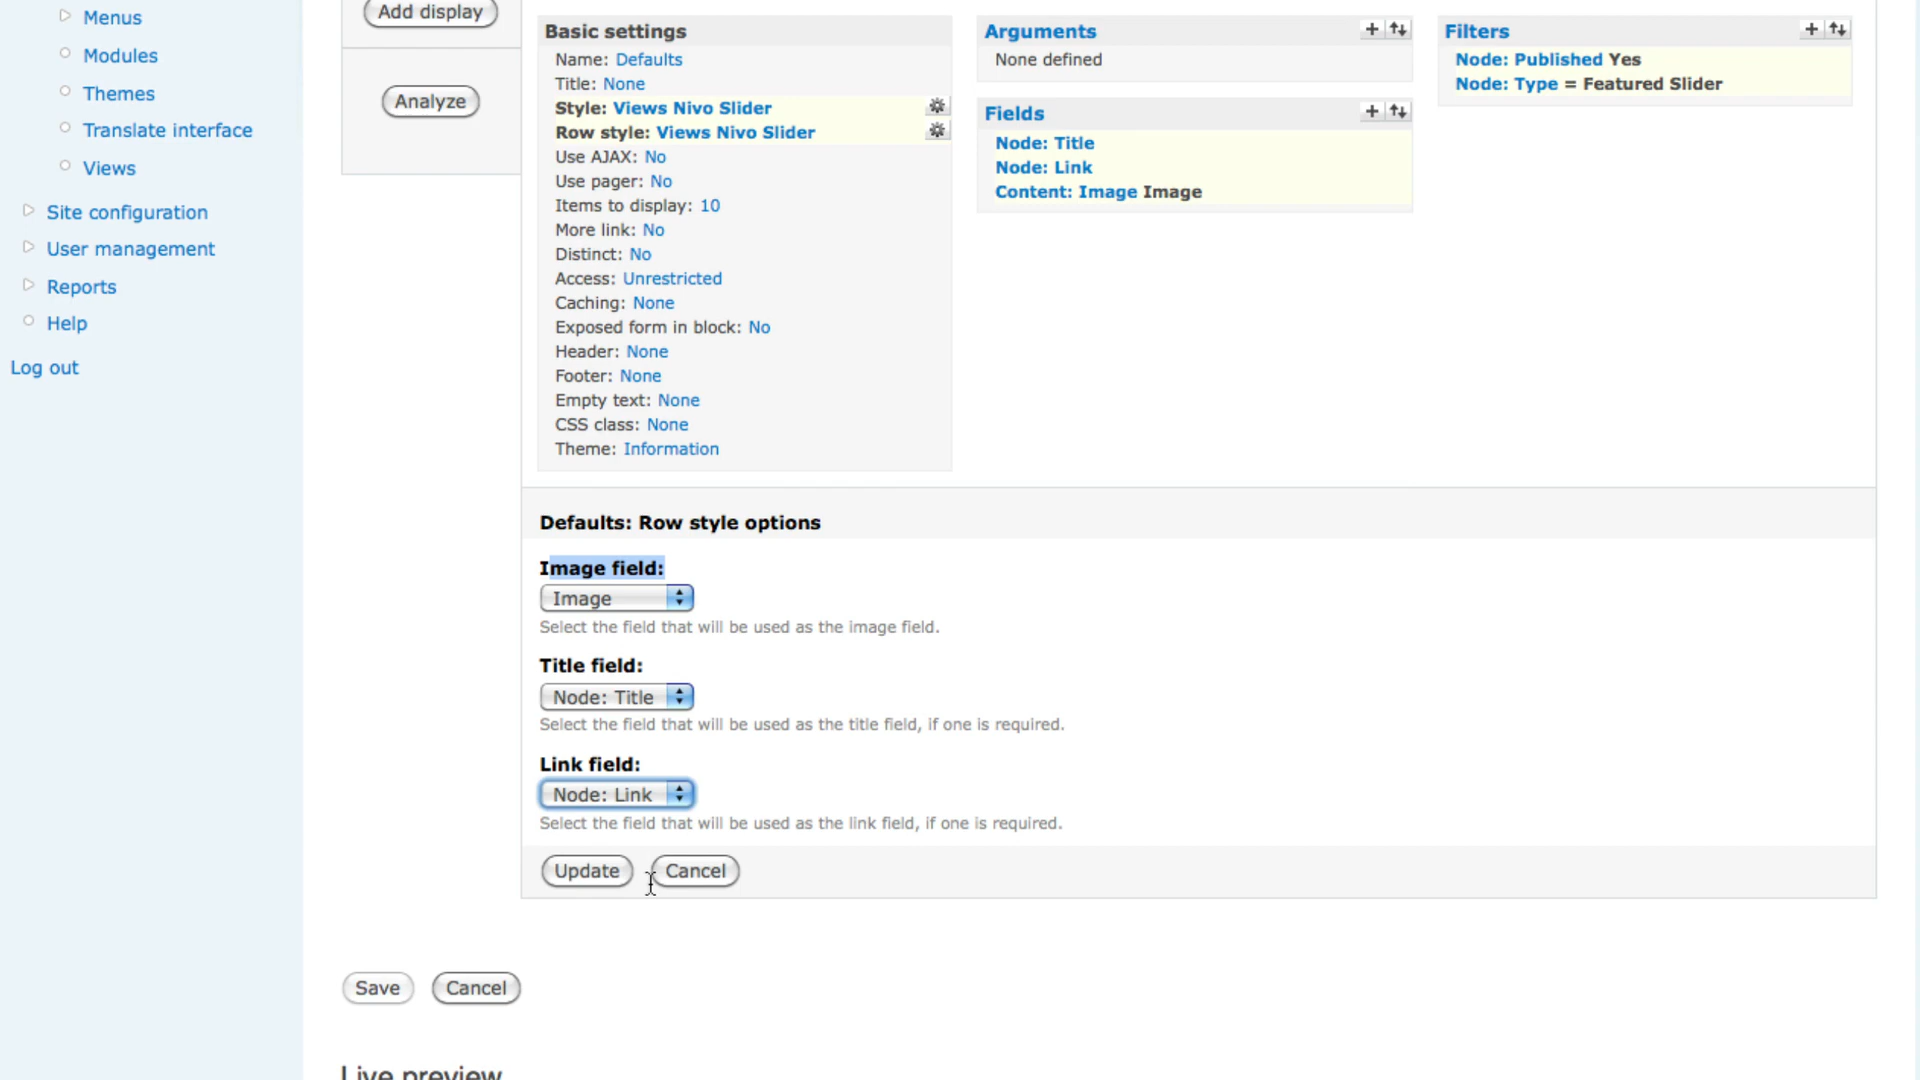 Menus
Modules
Themes
Translate interface
Views
Site configuration
User management
Reports
Help
Log out
Add display
Analyze
Basic settings
Name: Defaults
Title: None
Style: Views Nivo Slider
Row style: Views Nivo Slider
Use AJAX: No
Use pager: No
Items to display: 10
More link: No
Distinct: No
Access: Unrestricted
Caching: None
Exposed form in block: No
Header: None
Footer: None
Empty text: None
CSS class: None
Theme: Information
Arguments
None defined
Fields
Node: Title
Node: Link
Content: Image Image
Filters
Node: Published Yes
Node: Type = Featured Slider
Defaults: Row style options
Image field:
Image
Select the field that will be used as the image field.
Title field:
Node: Title
Select the field that will be used as the title field, if one is required.
Link field:
Node: Link
Select the field that will be used as the link field, if one is required.
Update Cancel
Save Cancel
Live preview